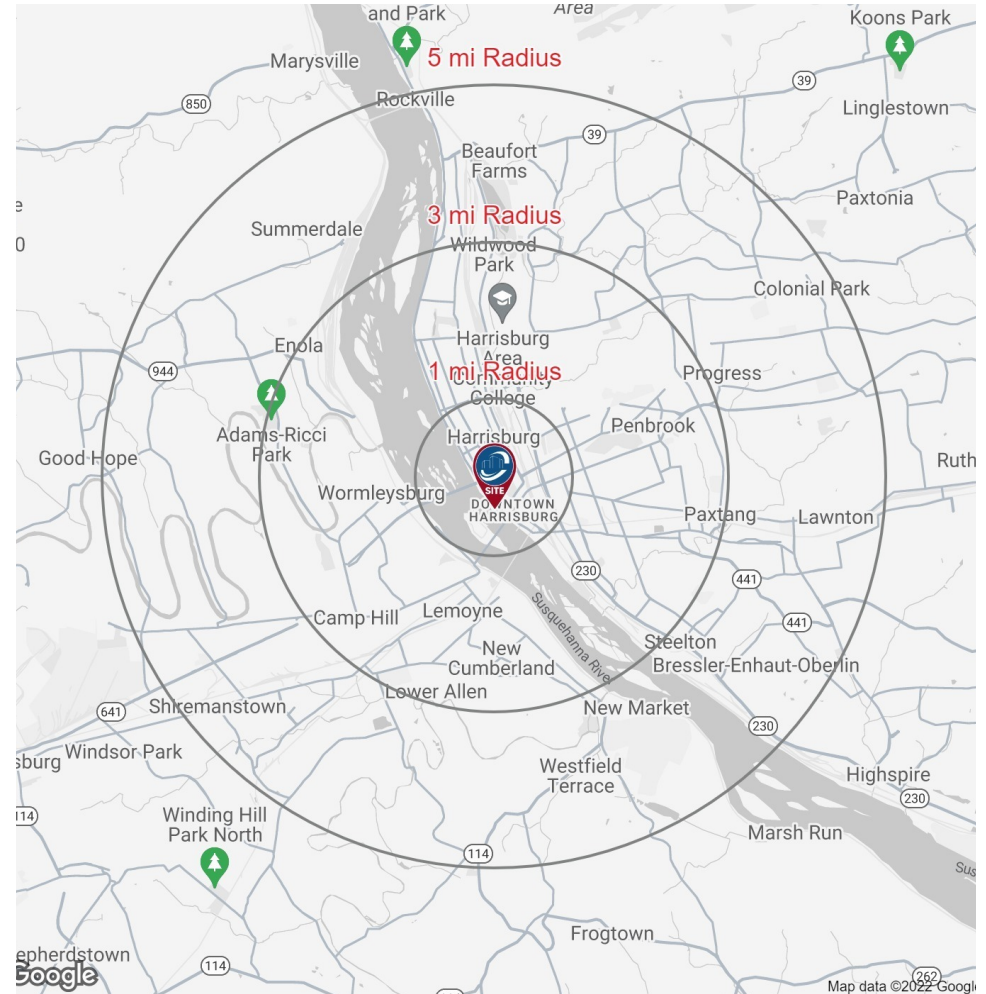 and Park
Area
Koons Park
5 mi Radius
Marysville
39
Rockville
850
Linglestown
39
Beaufort
Farms
Paxtonia
e
3 mi Radius
Summerdale
0
Wildwood
Park
Colonial Park
Harrisburg
Area
Community
College
Enola
1 mi Radius
944
Progress
Adams-Ricci
Park
Harrisburg
Penbrook
Good Hope
Ruth
SITE
Wormleysburg
DOWNTOWN
HARRISBURG
Paxtang
Lawnton
230
441
Susquehanna River
Camp Hill
Lemoyne
441
Steelton
New
Cumberland
Bressler-Enhaut-Oberlin
Lower Allen
641
Shiremanstown
New Market
230
sburg
Windsor Park
Westfield
Terrace
Highspire
230
114
Winding Hill
Park North
Marsh Run
114
Sus
Frogtown
epherdstown
114
262
Google
Map data ©2022 Google